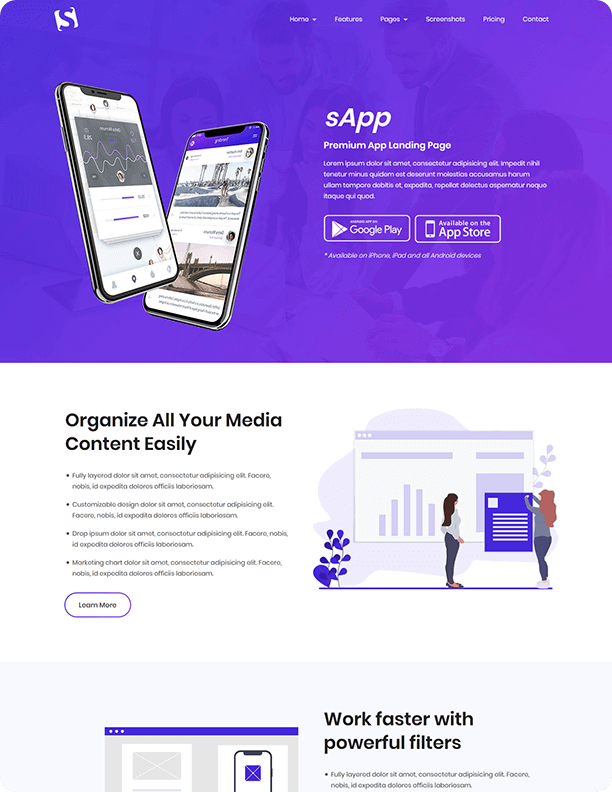 S
Home
Features
Pages
Screenshots
Pricing
Contact
sApp
Premium App Landing Page
Lorem ipsum dolor sit amet, consectetur adipisicing elit. Impedit nihil
tenetur minus quidem est deserunt molestias accusamus harum
ullam tempore debitis et, expedita, repellat delectus aspernatur neque
itaque qui quod.
ANDROID APP ON
Google Play
Available on the
App Store
* Available on iPhone, iPad and all Android devices
Organize All Your Media
Content Easily
• Fully layered dolor sit amet, consectetur adipisicing elit. Facere,
nobis, id expedita dolores officiis laboriosam.
• Customizable design dolor sit amet, consectetur adipisicing elit.
Facere, nobis, id expedita dolores officiis laboriosam.
• Drop ipsum dolor sit amet, consectetur adipisicing elit. Facere, nobis,
id expedita dolores officiis laboriosam.
• Marketing chart dolor sit amet, consectetur adipisicing elit. Facere,
nobis, id expedita dolores officiis laboriosam.
Learn More
Work faster with
powerful filters
• Fully layered dolor sit amet, consectetur adipisicing elit. Facere,
nobis, id expedita dolores officiis laboriosam.